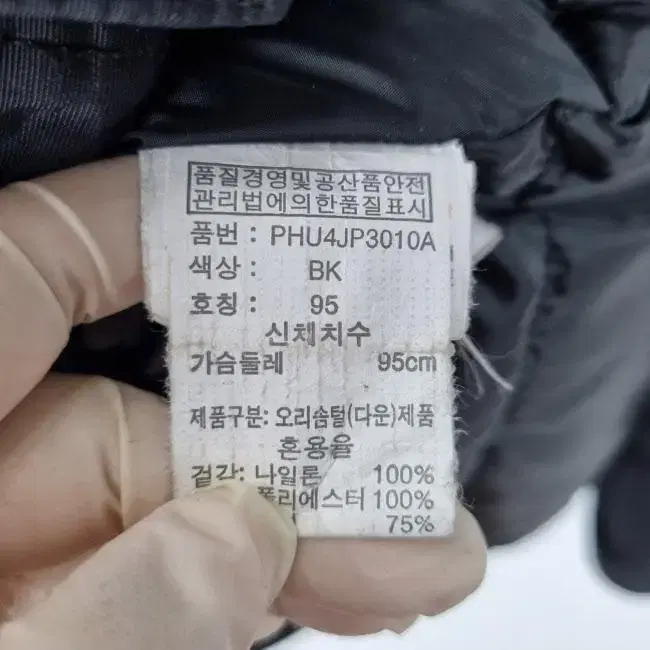 품질경영및공산품안전
관리법에의한품질표시
품번 : PHU4JP3010A
색상 : BK
호칭 : 95
신체치수
가슴둘레 95cm
제품구분: 오리솜털(다운)제품
혼용율
겉감: 나일론 100%
폴리에스터 100%
75%